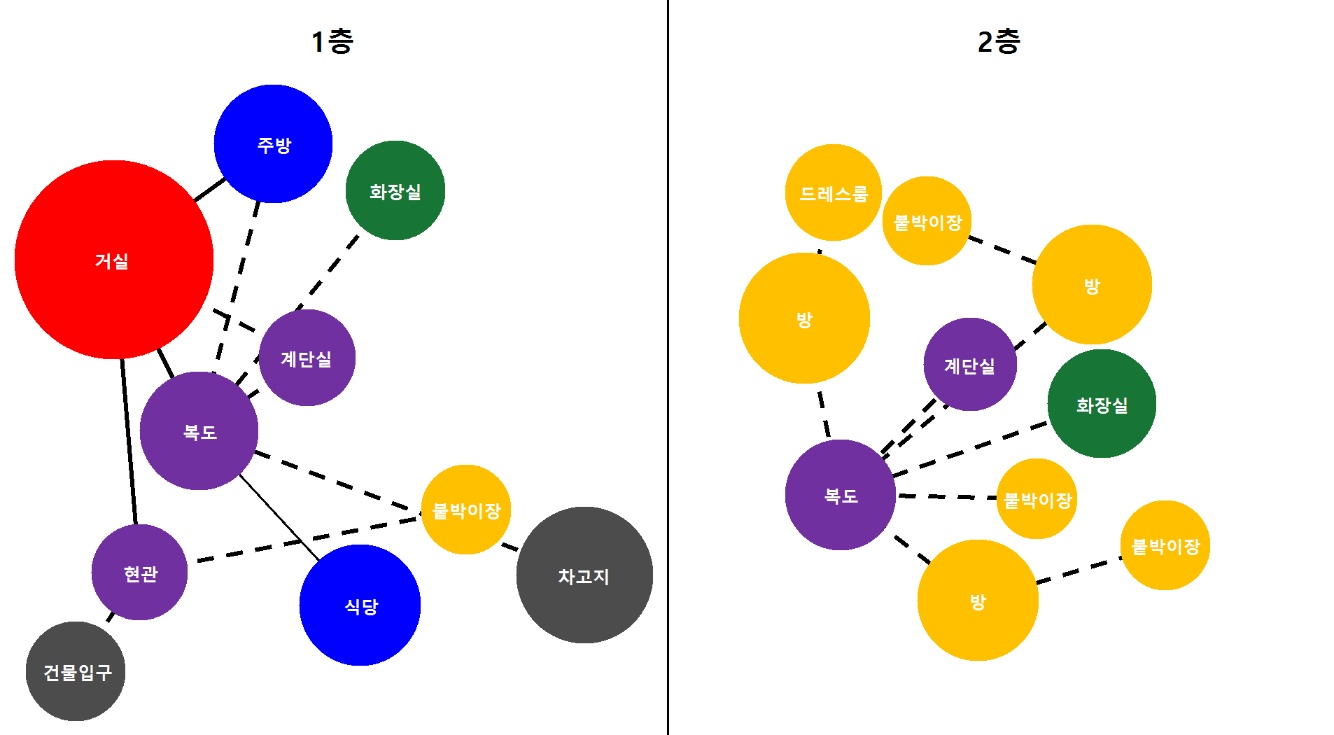 1층
주방
화장실
거실
계단실
복도
붙박이장
현관
차고지
식당
건물입구
2층
드레스룸
붙박이장
방
방
계단실
화장실
복도
붙박이장
붙박이장
방